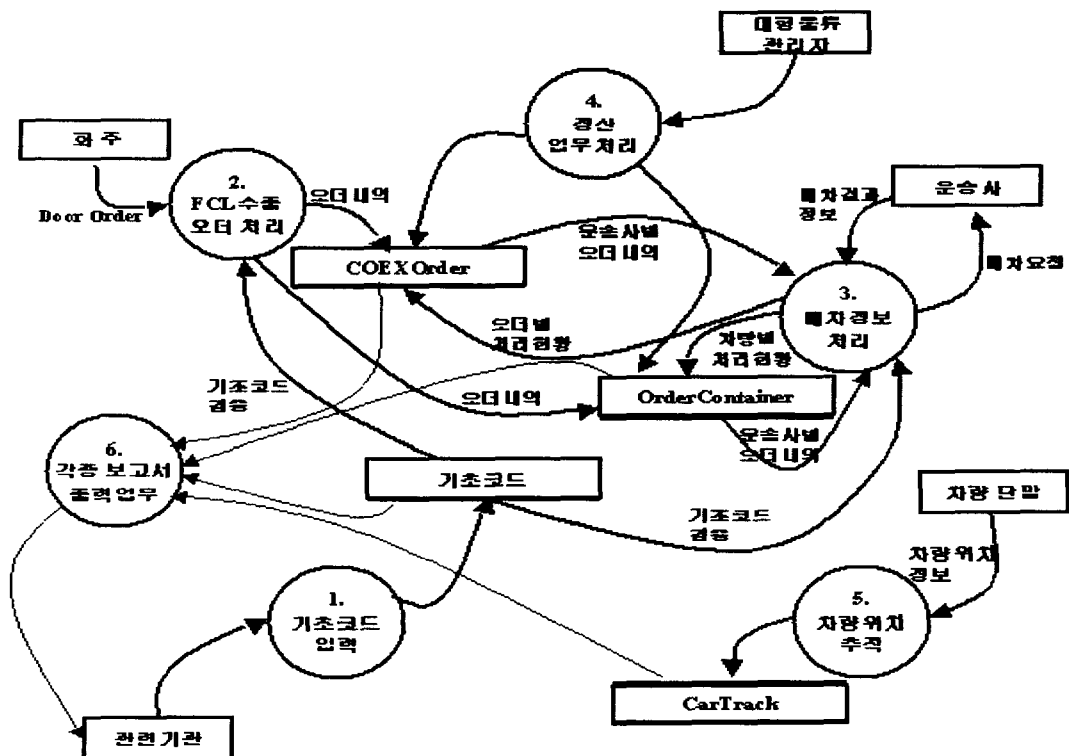 대형물류
관리자
4.
정산
업무처리
화 주
2.
FCL수출
오더 처리
Door Order
오더내역
배차결과
정보
운송사
COEXOrder
운송사별
오더내역
배차요청
3.
배차정보
처리
오더별
처리현황
차량별
처리현황
기초코드
검증
오더내역
OrderContainer
운송사별
오더내역
6.
각종 보고서
출력업무
기초코드
기초코드
검증
차량 단말
차량위치
정보
1.
기초코드
입력
5.
차량위치
추적
CarTrack
관련기관